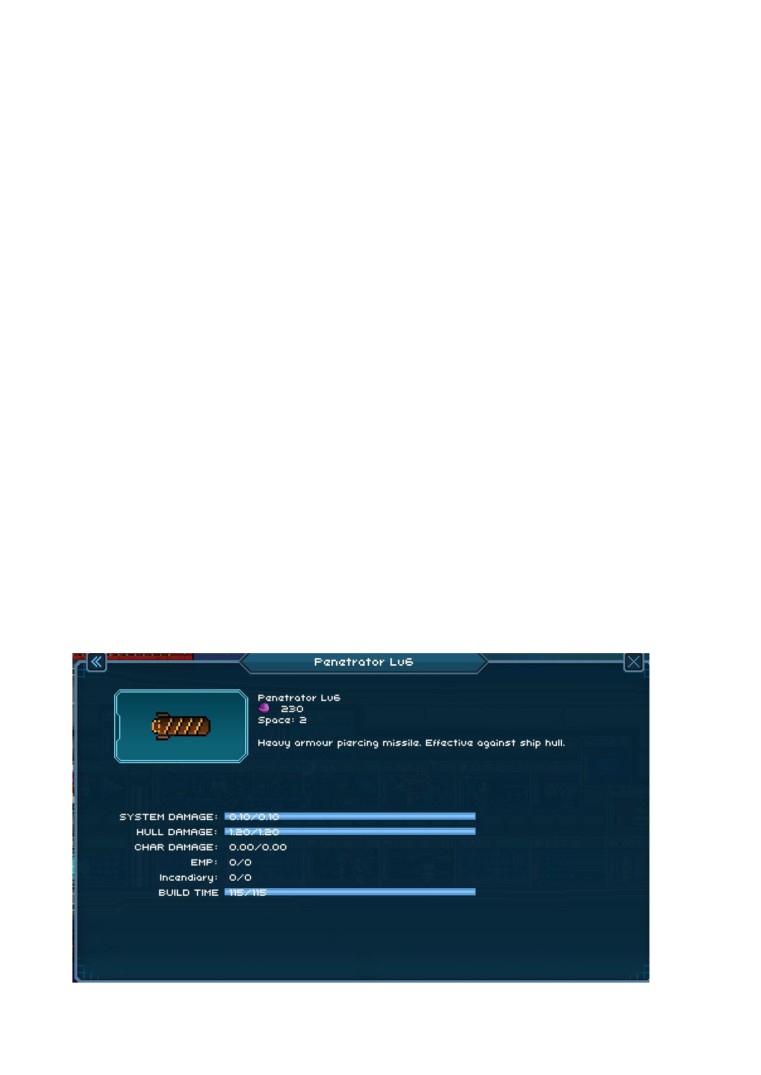 Penetrator Lv6
Penetrator Lv6
230
Space: 2
Heavy armour piercing missile. Effective against ship hull.
SYSTEM DAMAGE: 0.10/0.10
HULL DAMAGE: 1.20/1.20
CHAR DAMAGE: 0.00/0.00
EMP: 0/0
Incendiary: 0/0
BUILD TIME 115/115